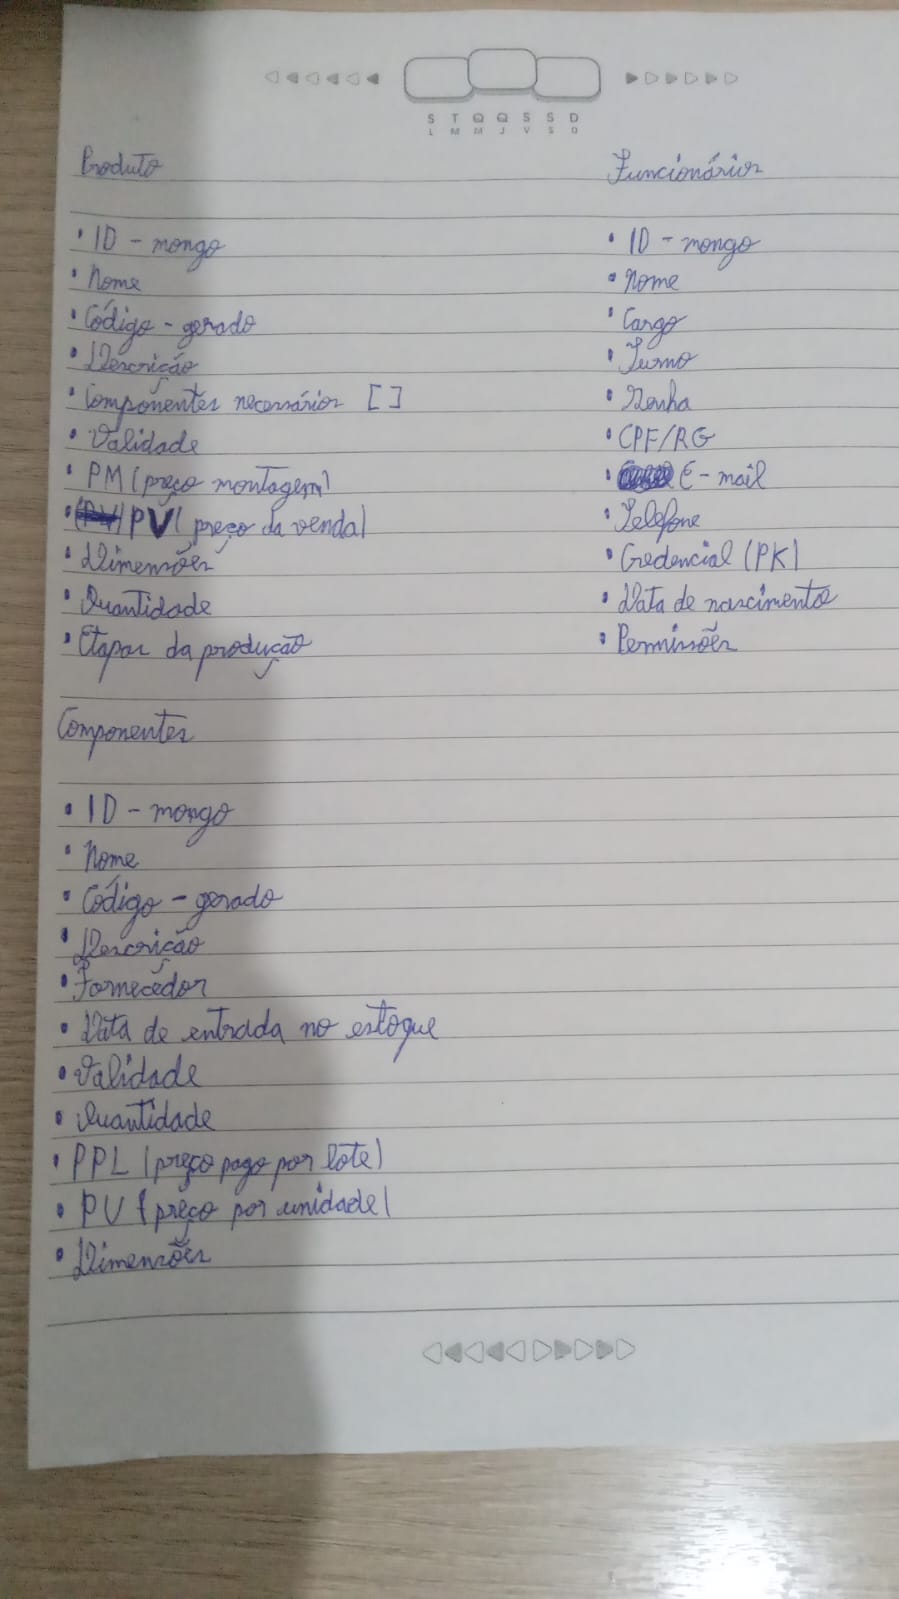 S T Q Q S S D
L M M J V S D
Produto
• ID - mongo
• Nome
• Código - gerado
• Descrição
• Componentes necessários [ ]
• Validade
• PM (preço montagem)
• PV (preço da venda)
• Dimensões
• Quantidade
• Etapas da produção
Funcionários
• ID - mongo
• Nome
• Cargo
• Turno
• Senha
• CPF/RG
• E-mail
• Telefone
• Credencial (PK)
• Data de nascimento
• Permissões
Componentes
• ID - mongo
• Nome
• Código - gerado
• Descrição
• Fornecedor
• Data de entrada no estoque
• Validade
• Quantidade
• PPL (preço pago por lote)
• PU (preço por unidade)
• Dimensões